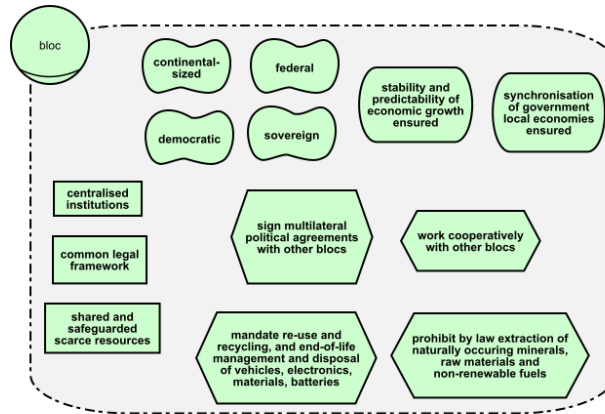 bloc
continental-
sized
federal
democratic
sovereign
stability and
predictability of
economic growth
ensured
synchronisation
of government
local economies
ensured
centralised
institutions
common legal
framework
shared and
safeguarded
scarce resources
sign multilateral
political agreements
with other blocs
work cooperatively
with other blocs
mandate re-use and
recycling, and end-of-life
management and disposal
of vehicles, electronics,
materials, batteries
prohibit by law extraction of
naturally occuring minerals,
raw materials and
non-renewable fuels